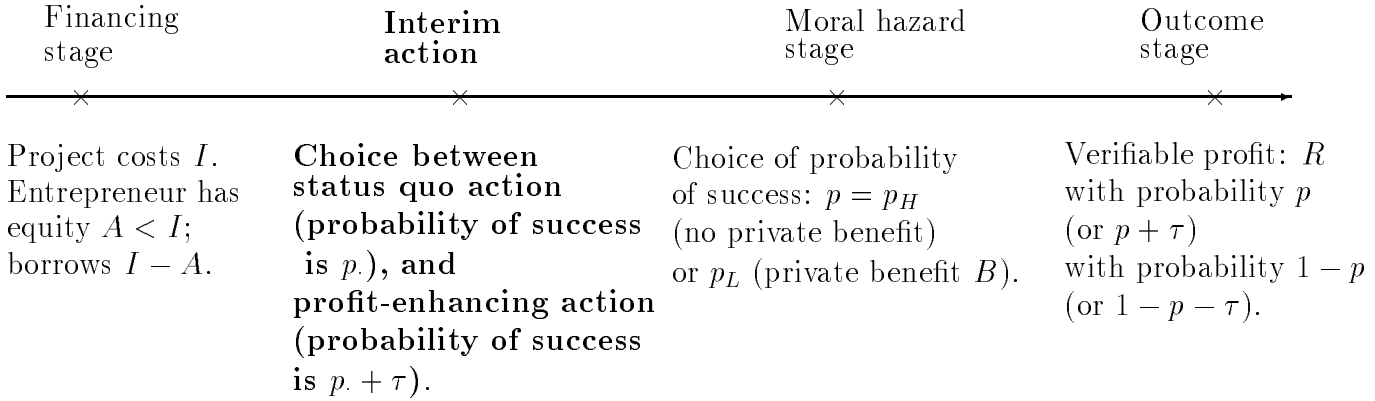 Financing
stage
Interim
action
Moral hazard
stage
Outcome
stage
Project costs I.
Entrepreneur has
equity A < I;
borrows I − A.
Choice between
status quo action
(probability of success
is p.), and
profit-enhancing action
(probability of success
is p. + τ).
Choice of probability
of success: p = p_H
(no private benefit)
or p_L (private benefit B).
Verifiable profit: R
with probability p
(or p + τ)
with probability 1 − p
(or 1 − p − τ).